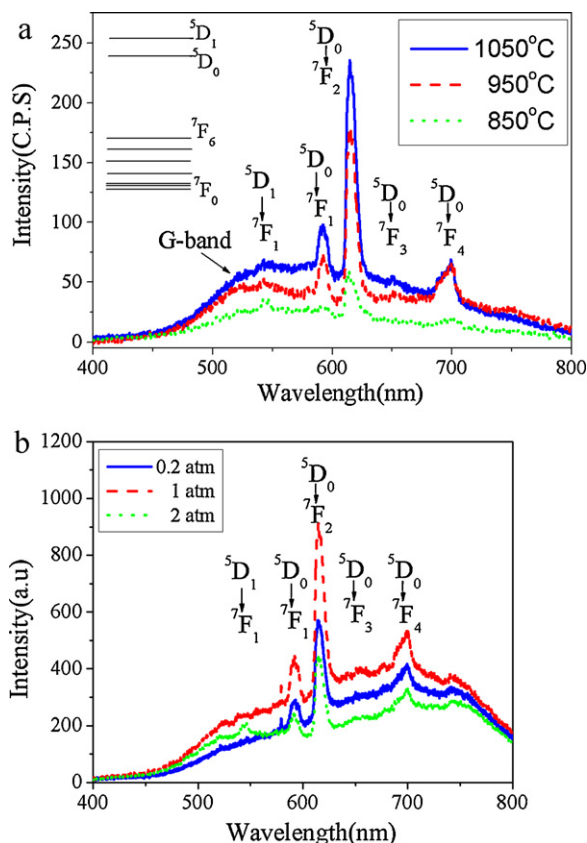 a
Intensity(C.P.S)
250
200
150
100
50
0
⁵D₁
⁵D₀
⁷F₆
⁷F₀
G-band
⁵D₁
⁷F₁
⁵D₀
⁷F₁
⁵D₀
⁷F₂
⁵D₀
⁷F₃
⁵D₀
⁷F₄
1050°C
950°C
850°C
400 500 600 700 800
Wavelength(nm)
b
Intensity(a.u)
1200
1000
800
600
400
200
0
0.2 atm
1 atm
2 atm
⁵D₁
⁷F₁
⁵D₀
⁷F₁
⁵D₀
⁷F₂
⁵D₀
⁷F₃
⁵D₀
⁷F₄
400 500 600 700 800
Wavelength(nm)